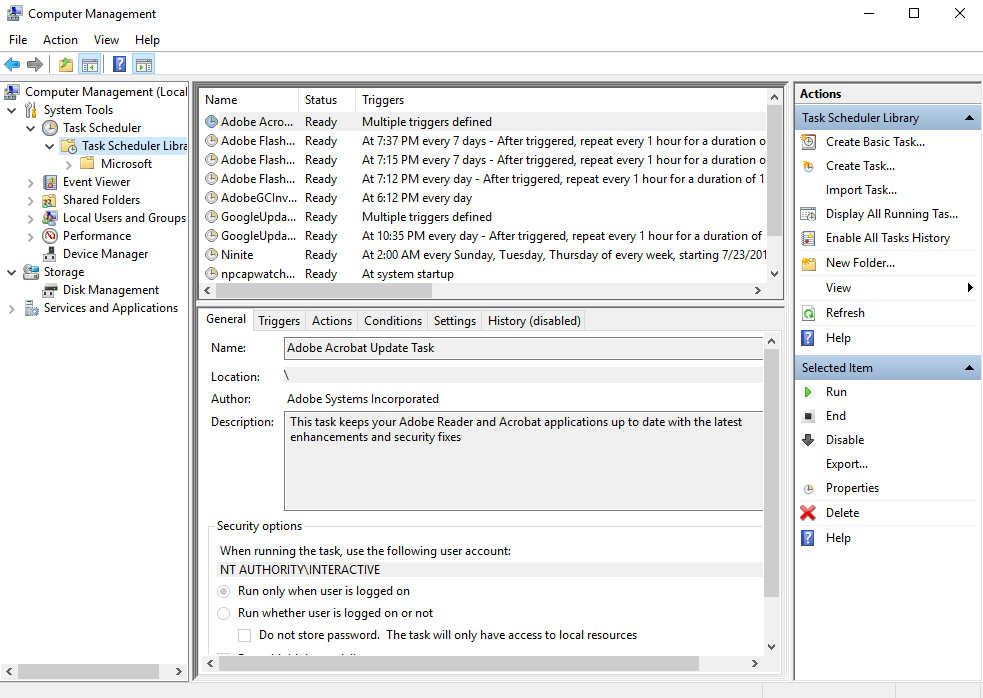 Computer Management
File Action View Help
Computer Management (Local
System Tools
Task Scheduler
Task Scheduler Libra
Microsoft
Event Viewer
Shared Folders
Local Users and Groups
Performance
Device Manager
Storage
Disk Management
Services and Applications
Name Status Triggers
Adobe Acro... Ready Multiple triggers defined
Adobe Flash... Ready At 7:37 PM every 7 days - After triggered, repeat every 1 hour for a duration o
Adobe Flash... Ready At 7:15 PM every 7 days - After triggered, repeat every 1 hour for a duration o
Adobe Flash... Ready At 7:12 PM every day - After triggered, repeat every 1 hour for a duration of 1
AdobeGCInv... Ready At 6:12 PM every day
GoogleUpda... Ready Multiple triggers defined
GoogleUpda... Ready At 10:35 PM every day - After triggered, repeat every 1 hour for a duration of
Ninite Ready At 2:00 AM every Sunday, Tuesday, Thursday of every week, starting 7/23/201
npcapwatch... Ready At system startup
General Triggers Actions Conditions Settings History (disabled)
Name: Adobe Acrobat Update Task
Location: \
Author: Adobe Systems Incorporated
Description: This task keeps your Adobe Reader and Acrobat applications up to date with the latest
enhancements and security fixes
Security options
When running the task, use the following user account:
NT AUTHORITY\INTERACTIVE
Run only when user is logged on
Run whether user is logged on or not
Do not store password. The task will only have access to local resources
Actions
Task Scheduler Library
Create Basic Task...
Create Task...
Import Task...
Display All Running Tas...
Enable All Tasks History
New Folder...
View
Refresh
Help
Selected Item
Run
End
Disable
Export...
Properties
Delete
Help